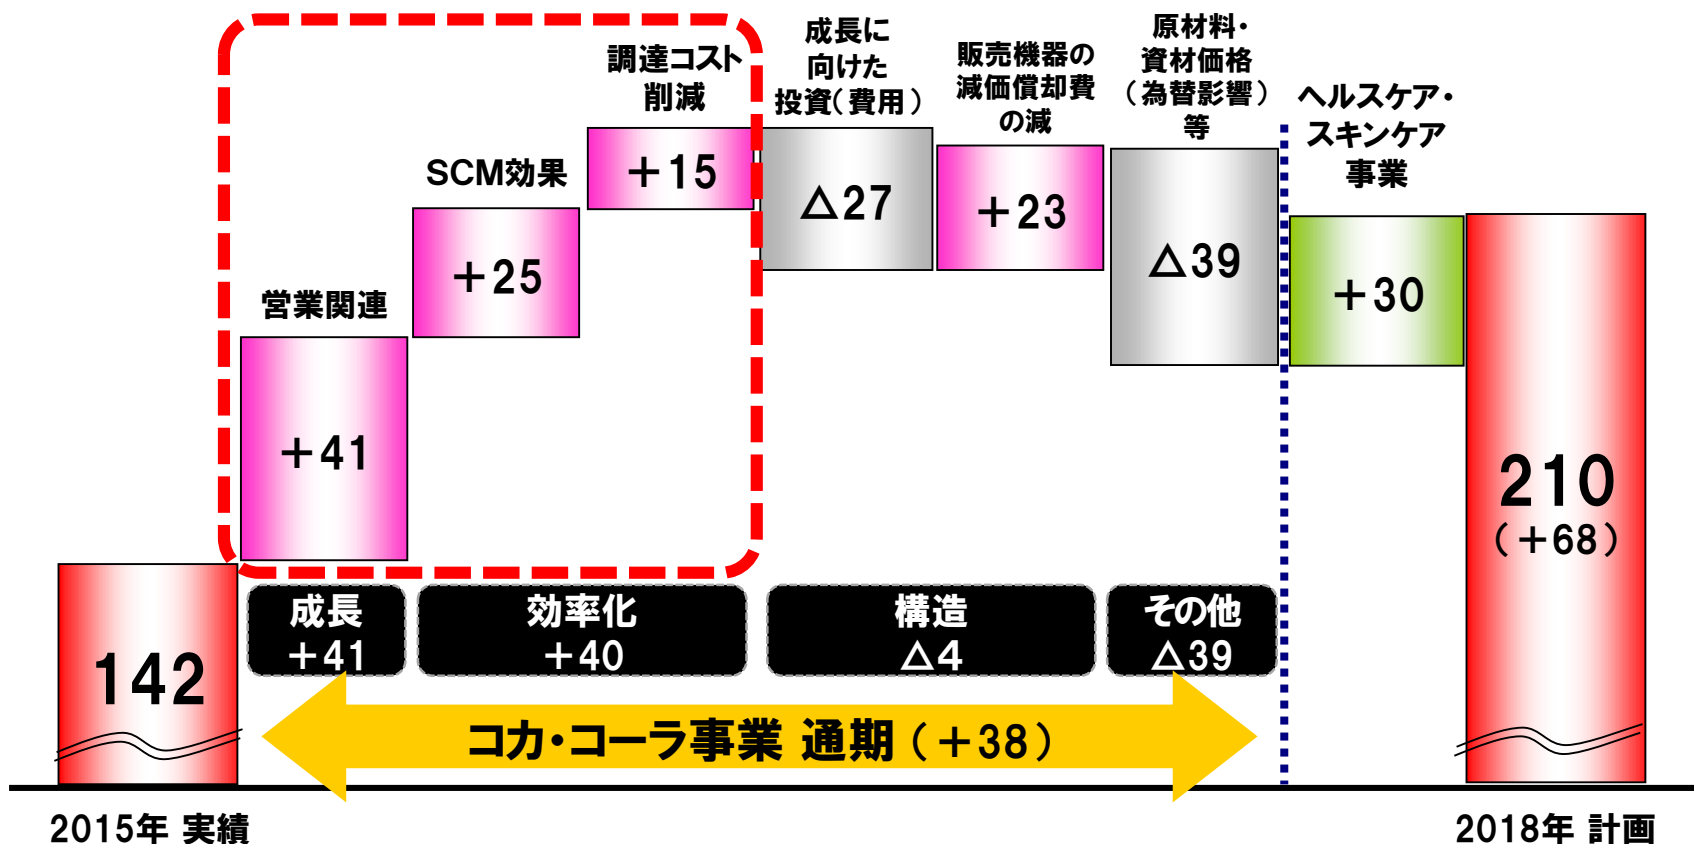 調達コスト
削減
成長に
向けた
投資(費用)
販売機器の
減価償却費
の減
原材料・
資材価格
(為替影響)
等
ヘルスケア・
スキンケア
事業
SCM効果
営業関連
+15
△27
+23
△39
+30
+25
+41
142
210
(+68)
成長
+41
効率化
+40
構造
△4
その他
△39
コカ・コーラ事業 通期(+38)
2015年 実績
2018年 計画